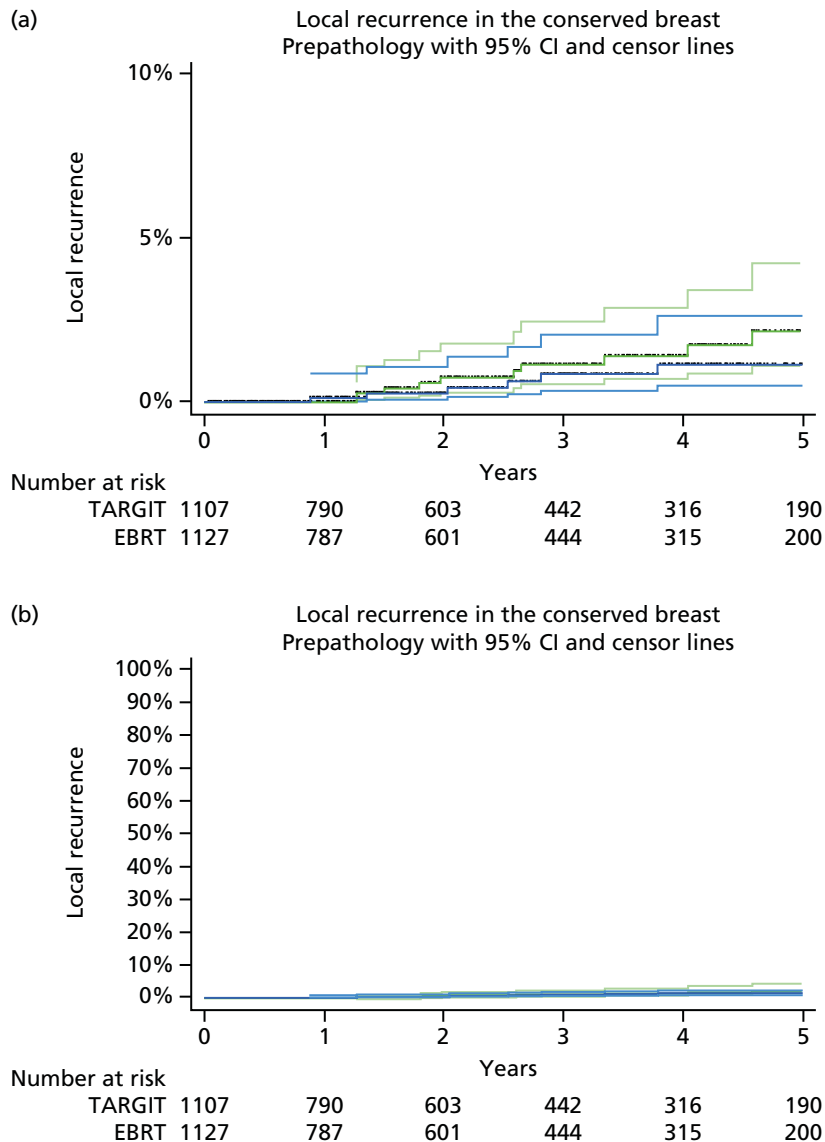 (a)
Local recurrence in the conserved breast
Prepathology with 95% CI and censor lines
10%
5%
0%
Local recurrence
0 1 2 3 4 5
Years
Number at risk
TARGIT 1107 790 603 442 316 190
EBRT 1127 787 601 444 315 200
(b)
Local recurrence in the conserved breast
Prepathology with 95% CI and censor lines
100%
90%
80%
70%
60%
50%
40%
30%
20%
10%
0%
Local recurrence
0 1 2 3 4 5
Years
Number at risk
TARGIT 1107 790 603 442 316 190
EBRT 1127 787 601 444 315 200